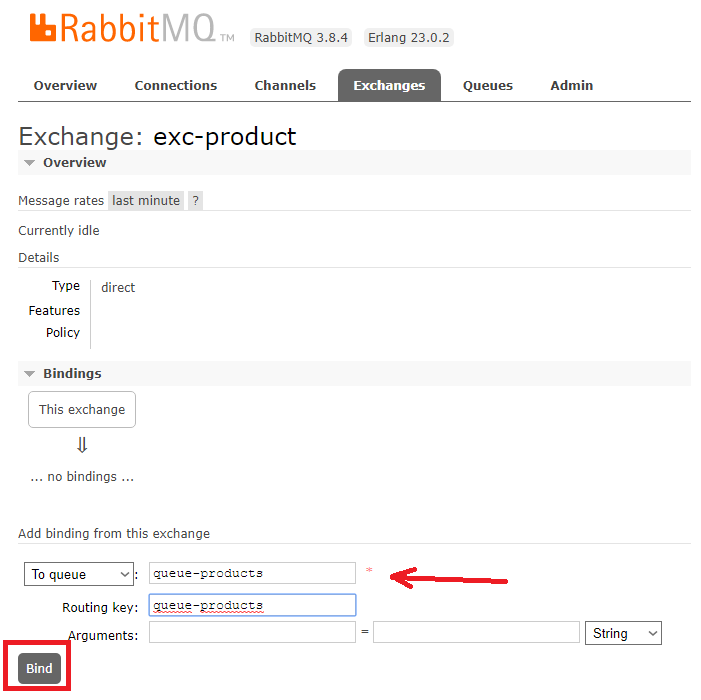 RabbitMQ TM RabbitMQ 3.8.4 Erlang 23.0.2
Overview Connections Channels Exchanges Queues Admin
Exchange: exc-product
Overview
Message rates last minute ?
Currently idle
Details
Type direct
Features
Policy
Bindings
This exchange
⇓
... no bindings ...
Add binding from this exchange
To queue : queue-products *
Routing key: queue-products
Arguments: = String
Bind